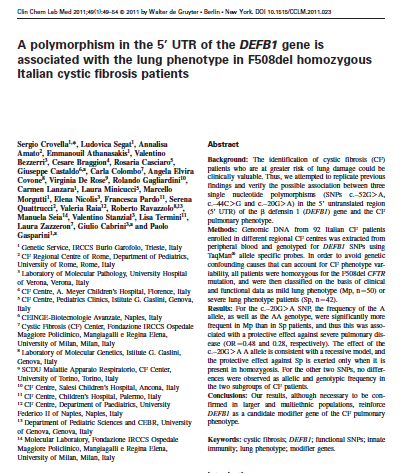 Clin Chem Lab Med 2011;49(1):49–54 © 2011 by Walter de Gruyter • Berlin • New York. DOI 10.1515/CCLM.2011.023
A polymorphism in the 5′ UTR of the DEFB1 gene is
associated with the lung phenotype in F508del homozygous
Italian cystic fibrosis patients
Sergio Crovella1,*, Ludovica Segat1, Annalisa
Amato2, Emmanouil Athanasakis1, Valentino
Bezzerri3, Cesare Braggion4, Rosaria Casciaro5,
Giuseppe Castaldo6,a, Carla Colombo7, Angela Elvira
Covone8, Virginia De Rose9, Rolando Gagliardini10,
Carmen Lanzara1, Laura Minicucci5, Marcello
Morgutti1, Elena Nicolis3, Francesca Pardo11, Serena
Quattrucci2, Valeria Raia12, Roberto Ravazzolo8,13,
Manuela Seia14, Valentino Stanzial3, Lisa Termini11,
Laura Zazzeron7, Giulio Cabrini3,a and Paolo
Gasparini1,a
1 Genetic Service, IRCCS Burlo Garofolo, Trieste, Italy
2 CF Regional Centre of Rome, Department of Pediatrics,
University of Rome, Rome, Italy
3 Laboratory of Molecular Pathology, University Hospital
of Verona, Verona, Italy
4 CF Centre, A. Meyer Children's Hospital, Florence, Italy
5 CF Centre, Pediatrics Clinics, Istituto G. Gaslini, Genova,
Italy
6 CEINGE-Biotecnologie Avanzate, Naples, Italy
7 Cystic Fibrosis (CF) Center, Fondazione IRCCS Ospedale
Maggiore Policlinico, Mangiagalli e Regina Elena,
University of Milan, Milan, Italy
8 Laboratory of Molecular Genetics, Istituto G. Gaslini,
Genova, Italy
9 SCDU Malattie Apparato Respiratorio, CF Center,
University of Torino, Torino, Italy
10 CF Centre, Salesi Children's Hospital, Ancona, Italy
11 CF Centre, Children's Hospital, Palermo, Italy
12 CF Centre, Department of Paediatrics, University
Federico II of Naples, Naples, Italy
13 Department of Pediatric Sciences and CEBR, University
of Genova, Genova, Italy
14 Molecular Laboratory, Fondazione IRCCS Ospedale
Maggiore Policlinico, Mangiagalli e Regina Elena,
University of Milan, Milan, Italy
Abstract
Background: The identification of cystic fibrosis (CF)
patients who are at greater risk of lung damage could be
clinically valuable. Thus, we attempted to replicate previous
findings and verify the possible association between three
single nucleotide polymorphisms (SNPs c.–52G>A,
c.–44C>G and c.–20G>A) in the 5′ untranslated region
(5′ UTR) of the β defensin 1 (DEFB1) gene and the CF
pulmonary phenotype.
Methods: Genomic DNA from 92 Italian CF patients
enrolled in different regional CF centres was extracted from
peripheral blood and genotyped for DEFB1 SNPs using
TaqMan® allele specific probes. In order to avoid genetic
confounding causes that can account for CF phenotype var-
iability, all patients were homozygous for the F508del CFTR
mutation, and were then classified on the basis of clinical
and functional data as mild lung phenotype (Mp, n=50) or
severe lung phenotype patients (Sp, n=42).
Results: For the c.–20G>A SNP, the frequency of the A
allele, as well as the AA genotype, were significantly more
frequent in Mp than in Sp patients, and thus this was asso-
ciated with a protective effect against severe pulmonary dis-
ease (OR=0.48 and 0.28, respectively). The effect of the
c.–20G>A A allele is consistent with a recessive model, and
the protective effect against Sp is exerted only when it is
present in homozygosis. For the other two SNPs, no differ-
ences were observed as allelic and genotypic frequency in
the two subgroups of CF patients.
Conclusions: Our results, although necessary to be con-
firmed in larger and multiethnic populations, reinforce
DEFB1 as a candidate modifier gene of the CF pulmonary
phenotype.
Keywords: cystic fibrosis; DEFB1; functional SNPs; innate
immunity; lung phenotype; modifier genes.